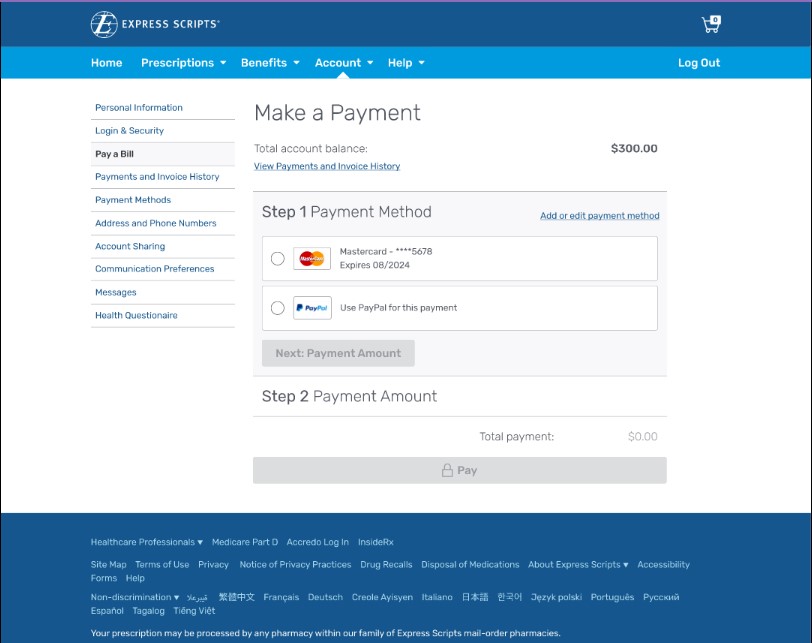 EXPRESS SCRIPTS
0
Home Prescriptions Benefits Account Help Log Out
Personal Information
Login & Security
Pay a Bill
Payments and Invoice History
Payment Methods
Address and Phone Numbers
Account Sharing
Communication Preferences
Messages
Health Questionaire
Make a Payment
Total account balance: $300.00
View Payments and Invoice History
Step 1 Payment Method Add or edit payment method
MasterCard Mastercard - ****5678
Expires 08/2024
PayPal Use PayPal for this payment
Next: Payment Amount
Step 2 Payment Amount
Total payment: $0.00
Pay
Healthcare Professionals ▾ Medicare Part D Accredo Log In InsideRx
Site Map Terms of Use Privacy Notice of Privacy Practices Drug Recalls Disposal of Medications About Express Scripts ▾ Accessibility
Forms Help
Non-discrimination ▾ 繁體中文 Français Deutsch Creole Ayisyen Italiano 日本語 한국어 Język polski Português Русский
Español Tagalog Tiếng Việt
Your prescription may be processed by any pharmacy within our family of Express Scripts mail-order pharmacies.